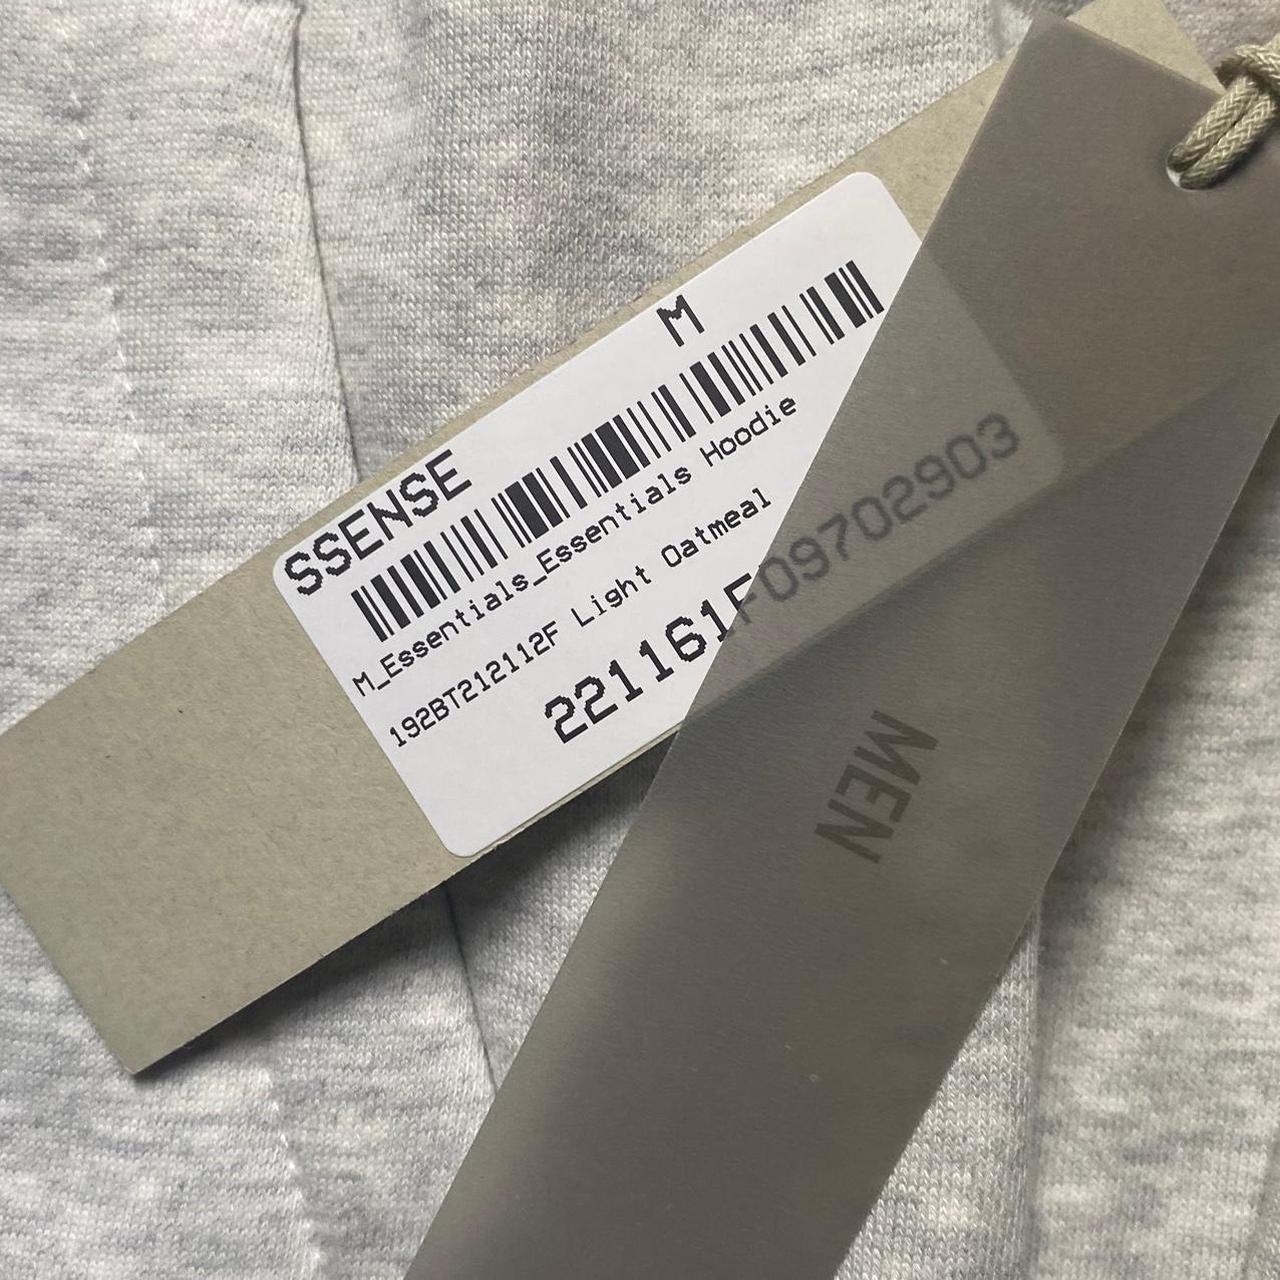 M
SSENSE
M_Essentials_Essentials Hoodie
192BT212112F Light Oatmeal
221161F09702903
MEN